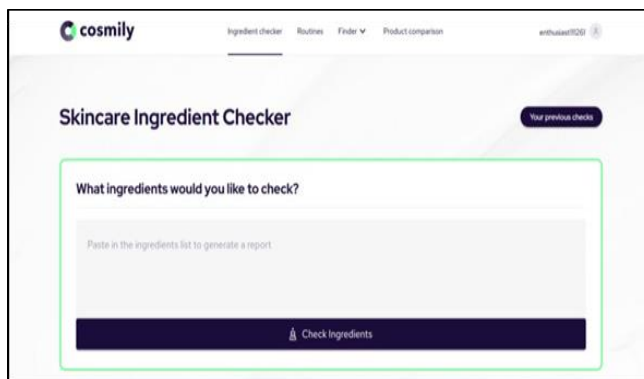 cosmily
Ingredient checker Routines Finder Product comparison enthusiast11261
Skincare Ingredient Checker
Your previous checks
What ingredients would you like to check?
Paste in the ingredients list to generate a report
Check Ingredients